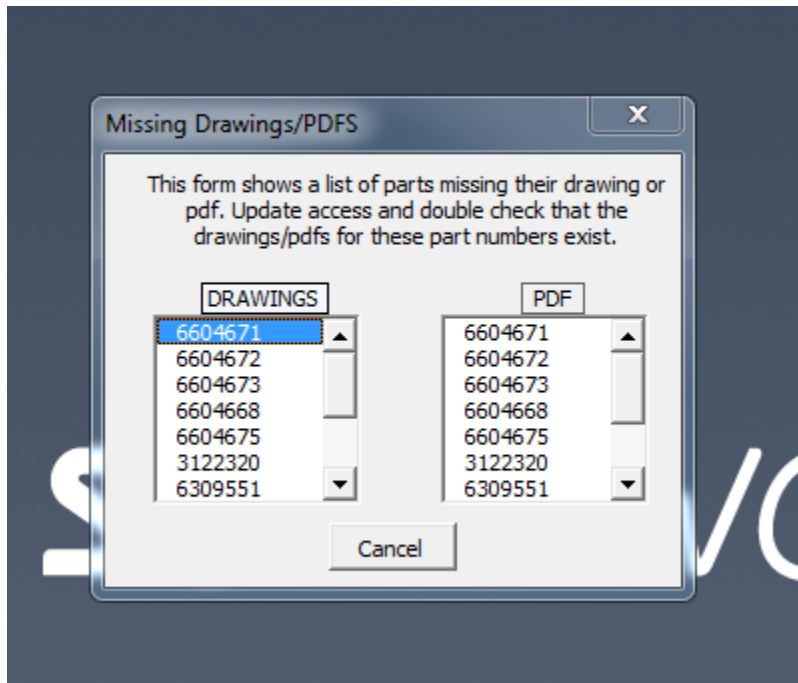 Missing Drawings/PDFS
X
This form shows a list of parts missing their drawing or
pdf. Update access and double check that the
drawings/pdfs for these part numbers exist.
DRAWINGS
6604671
6604672
6604673
6604668
6604675
3122320
6309551
PDF
6604671
6604672
6604673
6604668
6604675
3122320
6309551
Cancel